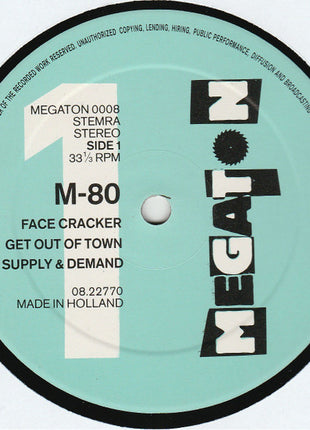 OF THE RECORDED WORK RESERVED. UNAUTHORIZED COPYING, LENDING, HIRING, PUBLIC PERFORMANCE, DIFFUSION AND BROADCASTING
1
MEGATON 0008
STEMRA
STEREO
SIDE 1
33 1/3 RPM
M-80
FACE CRACKER
GET OUT OF TOWN
SUPPLY & DEMAND
08.22770
MADE IN HOLLAND
MEGATON